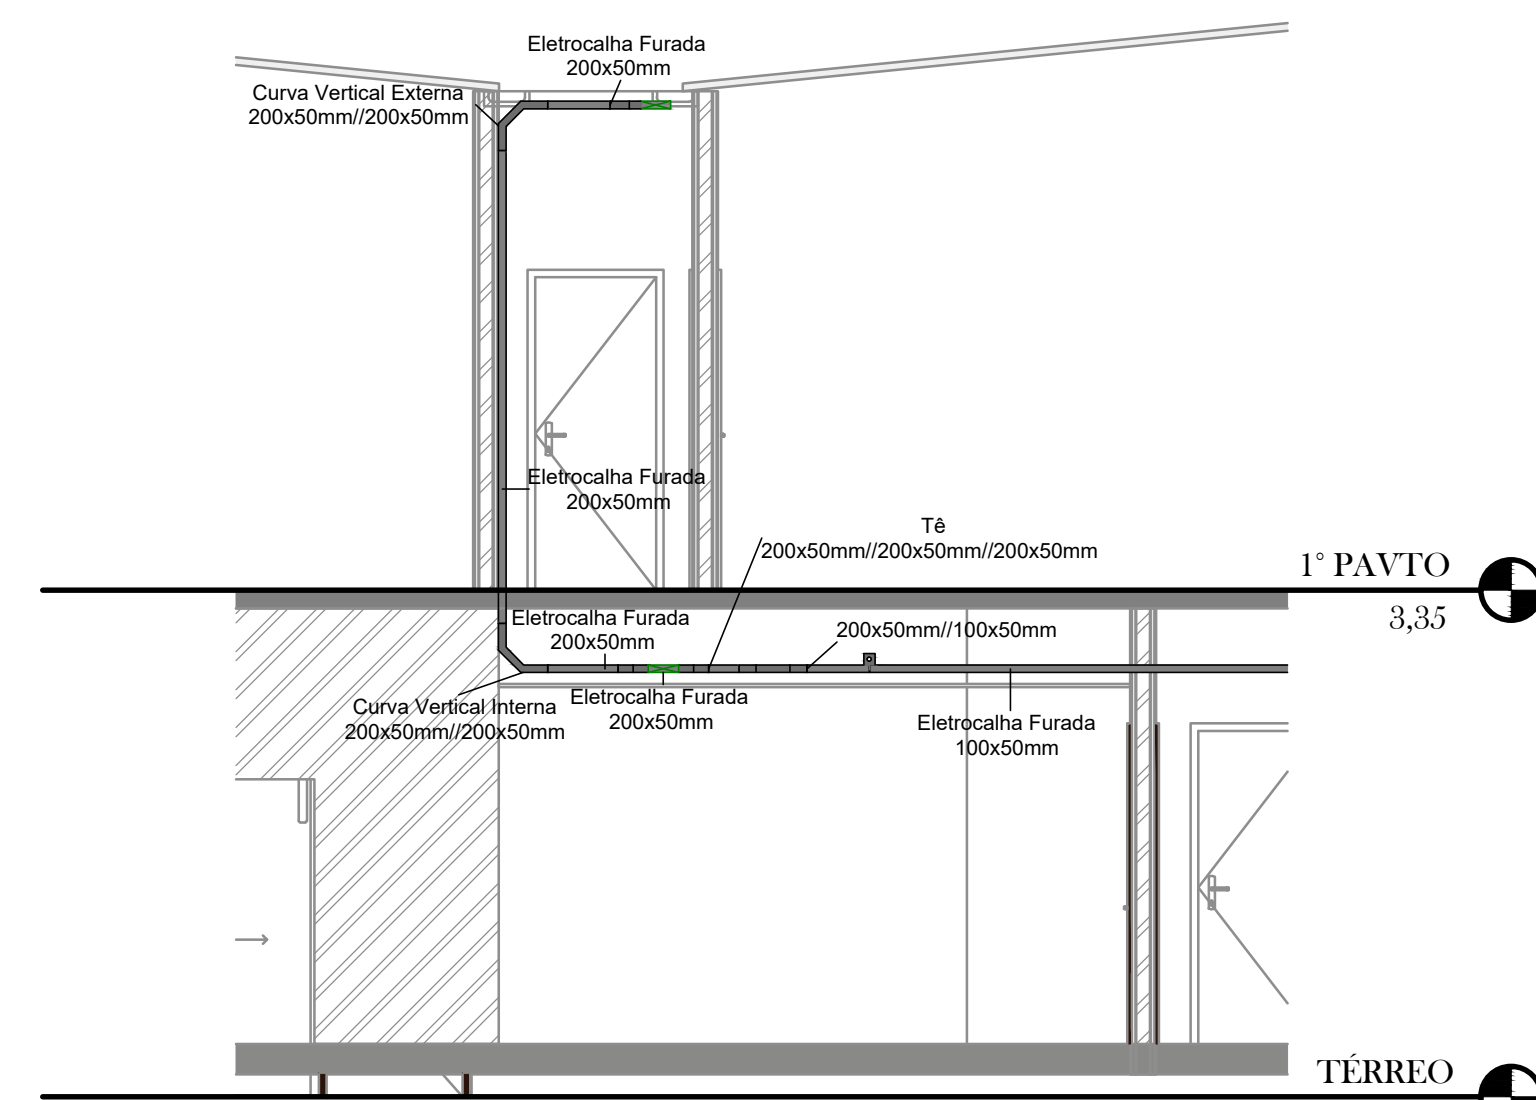 Eletrocalha Furada
200x50mm
Curva Vertical Externa
200x50mm//200x50mm
Eletrocalha Furada
200x50mm
Tê
200x50mm//200x50mm//200x50mm
1° PAVTO
3,35
Eletrocalha Furada
200x50mm
200x50mm//100x50mm
Curva Vertical Interna
200x50mm//200x50mm
Eletrocalha Furada
200x50mm
Eletrocalha Furada
100x50mm
TÉRREO